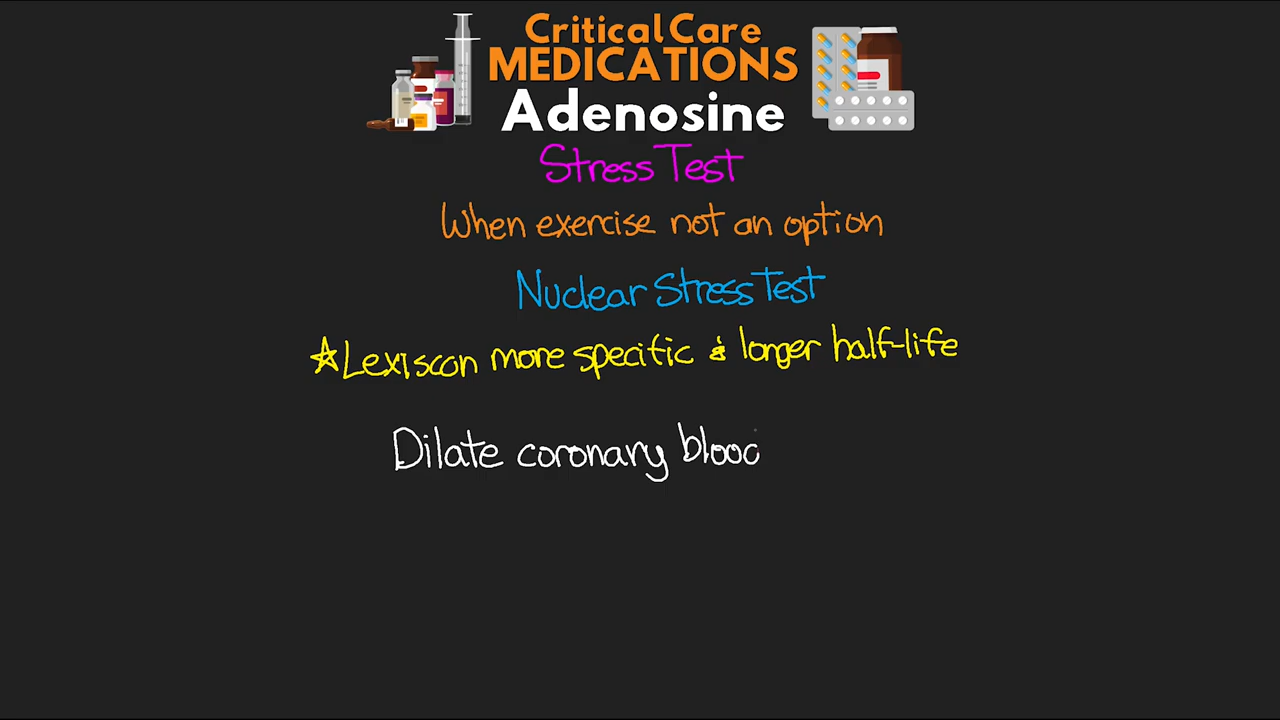 Critical Care
MEDICATIONS
Adenosine
Stress Test
When exercise not an option
Nuclear Stress Test
☆Lexiscan more specific & longer half-life
Dilate coronary blooc